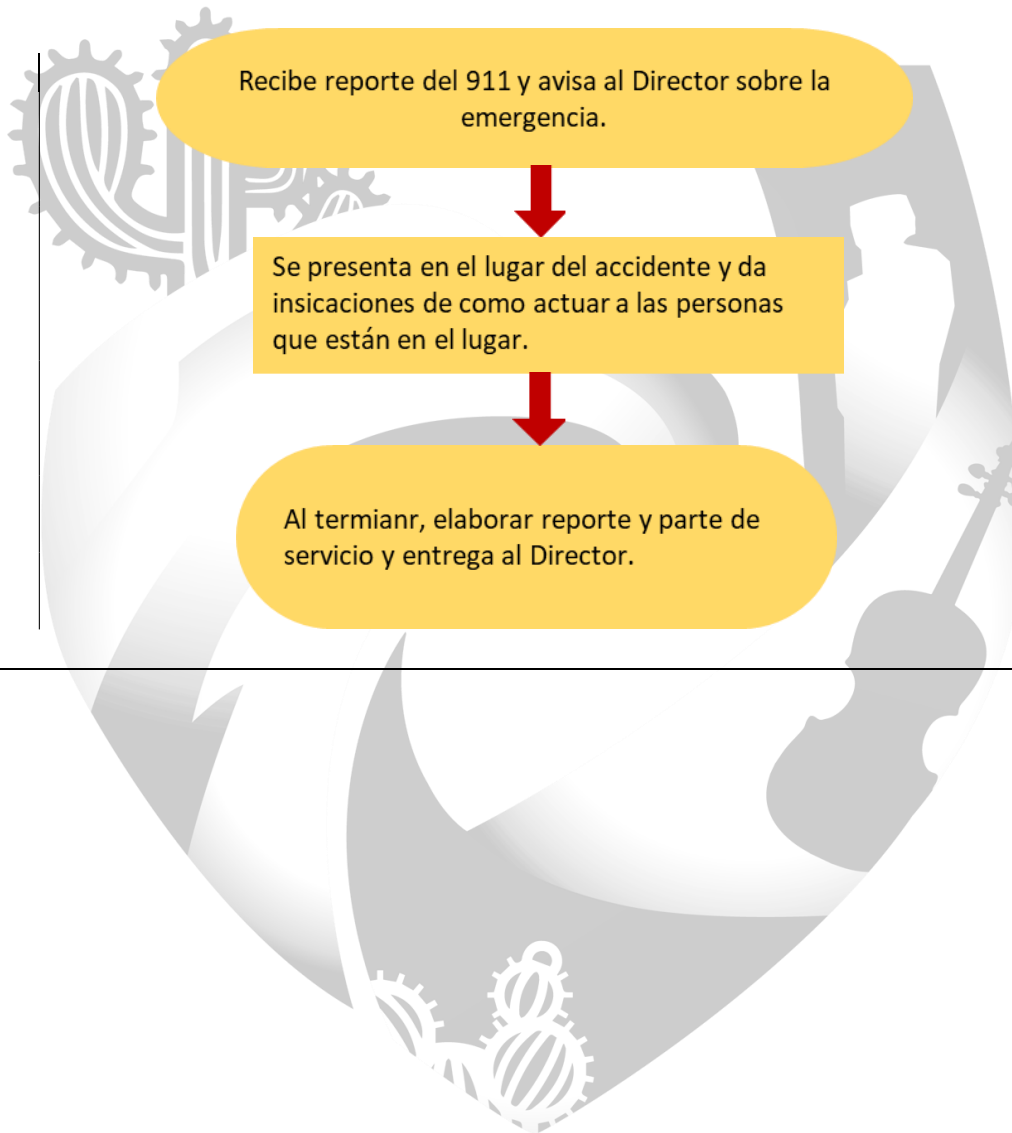 Recibe reporte del 911 y avisa al Director sobre la
emergencia.
Se presenta en el lugar del accidente y da
insicaciones de como actuar a las personas
que están en el lugar.
Al termianr, elaborar reporte y parte de
servicio y entrega al Director.